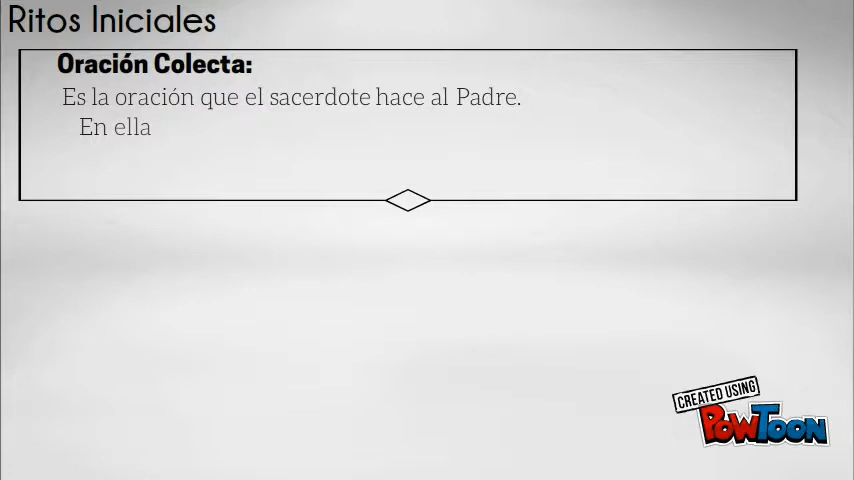 Ritos Iniciales
Oración Colecta:
Es la oración que el sacerdote hace al Padre.
En ella
CREATED USING
POWTOON